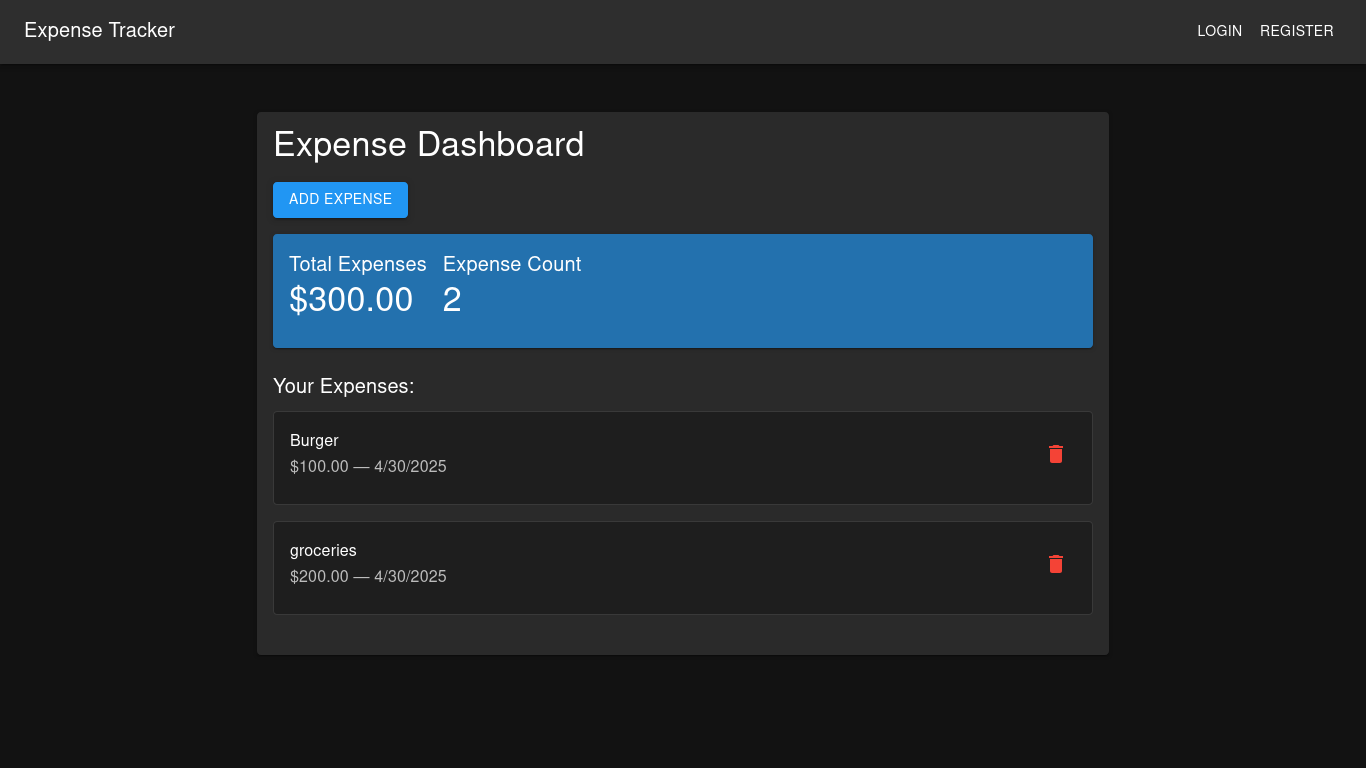 Expense Tracker
LOGIN REGISTER
Expense Dashboard
ADD EXPENSE
Total Expenses Expense Count
$300.00 2
Your Expenses:
Burger
$100.00 — 4/30/2025
groceries
$200.00 — 4/30/2025